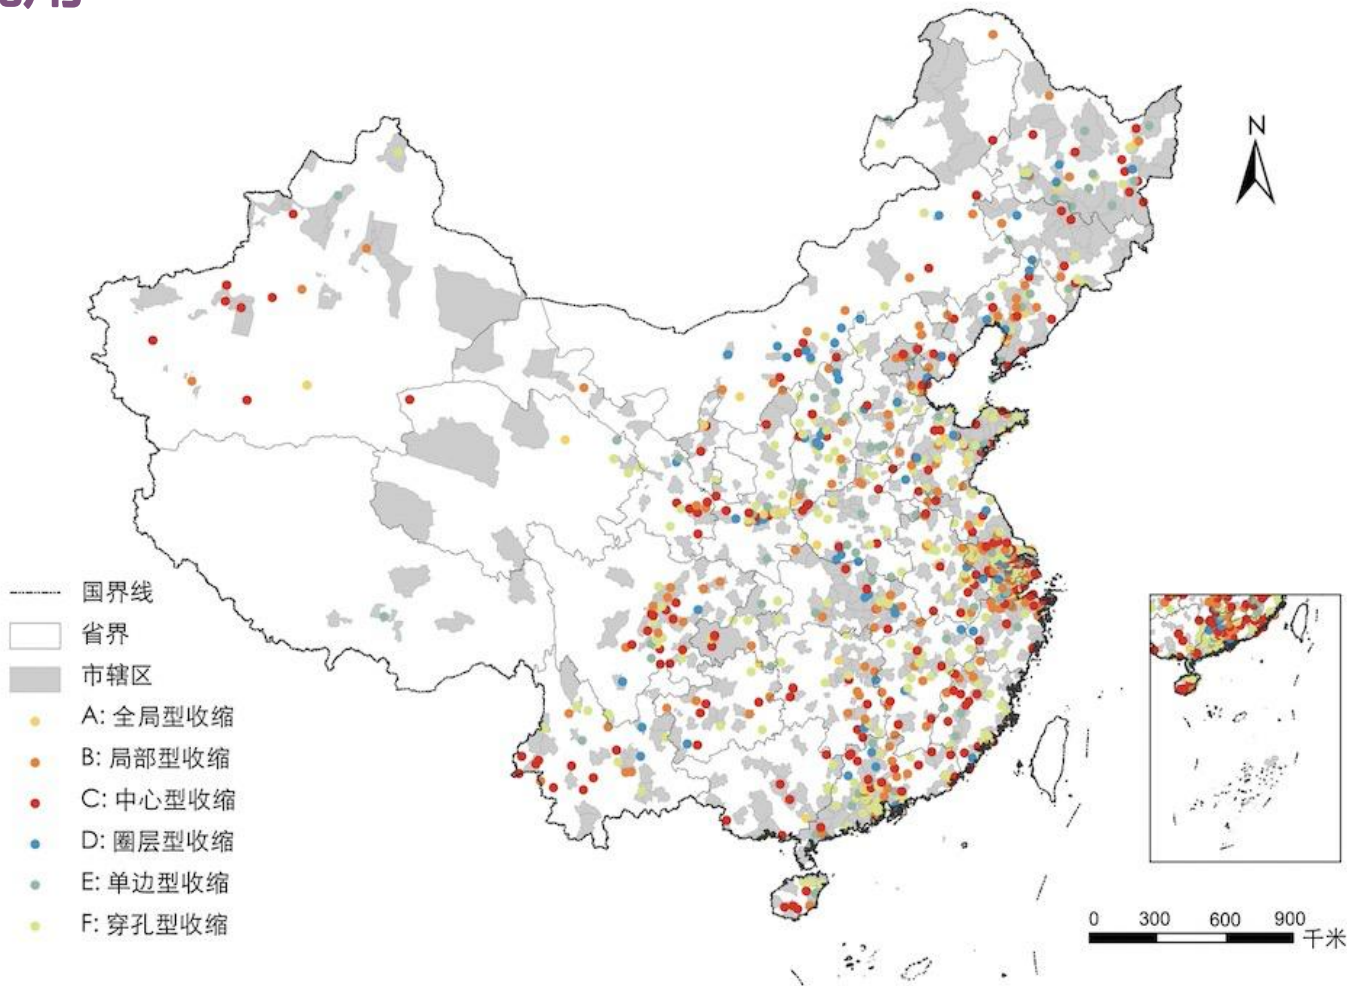 N
国界线
省界
市辖区
A: 全局型收缩
B: 局部型收缩
C: 中心型收缩
D: 圈层型收缩
E: 单边型收缩
F: 穿孔型收缩
0 300 600 900
千米